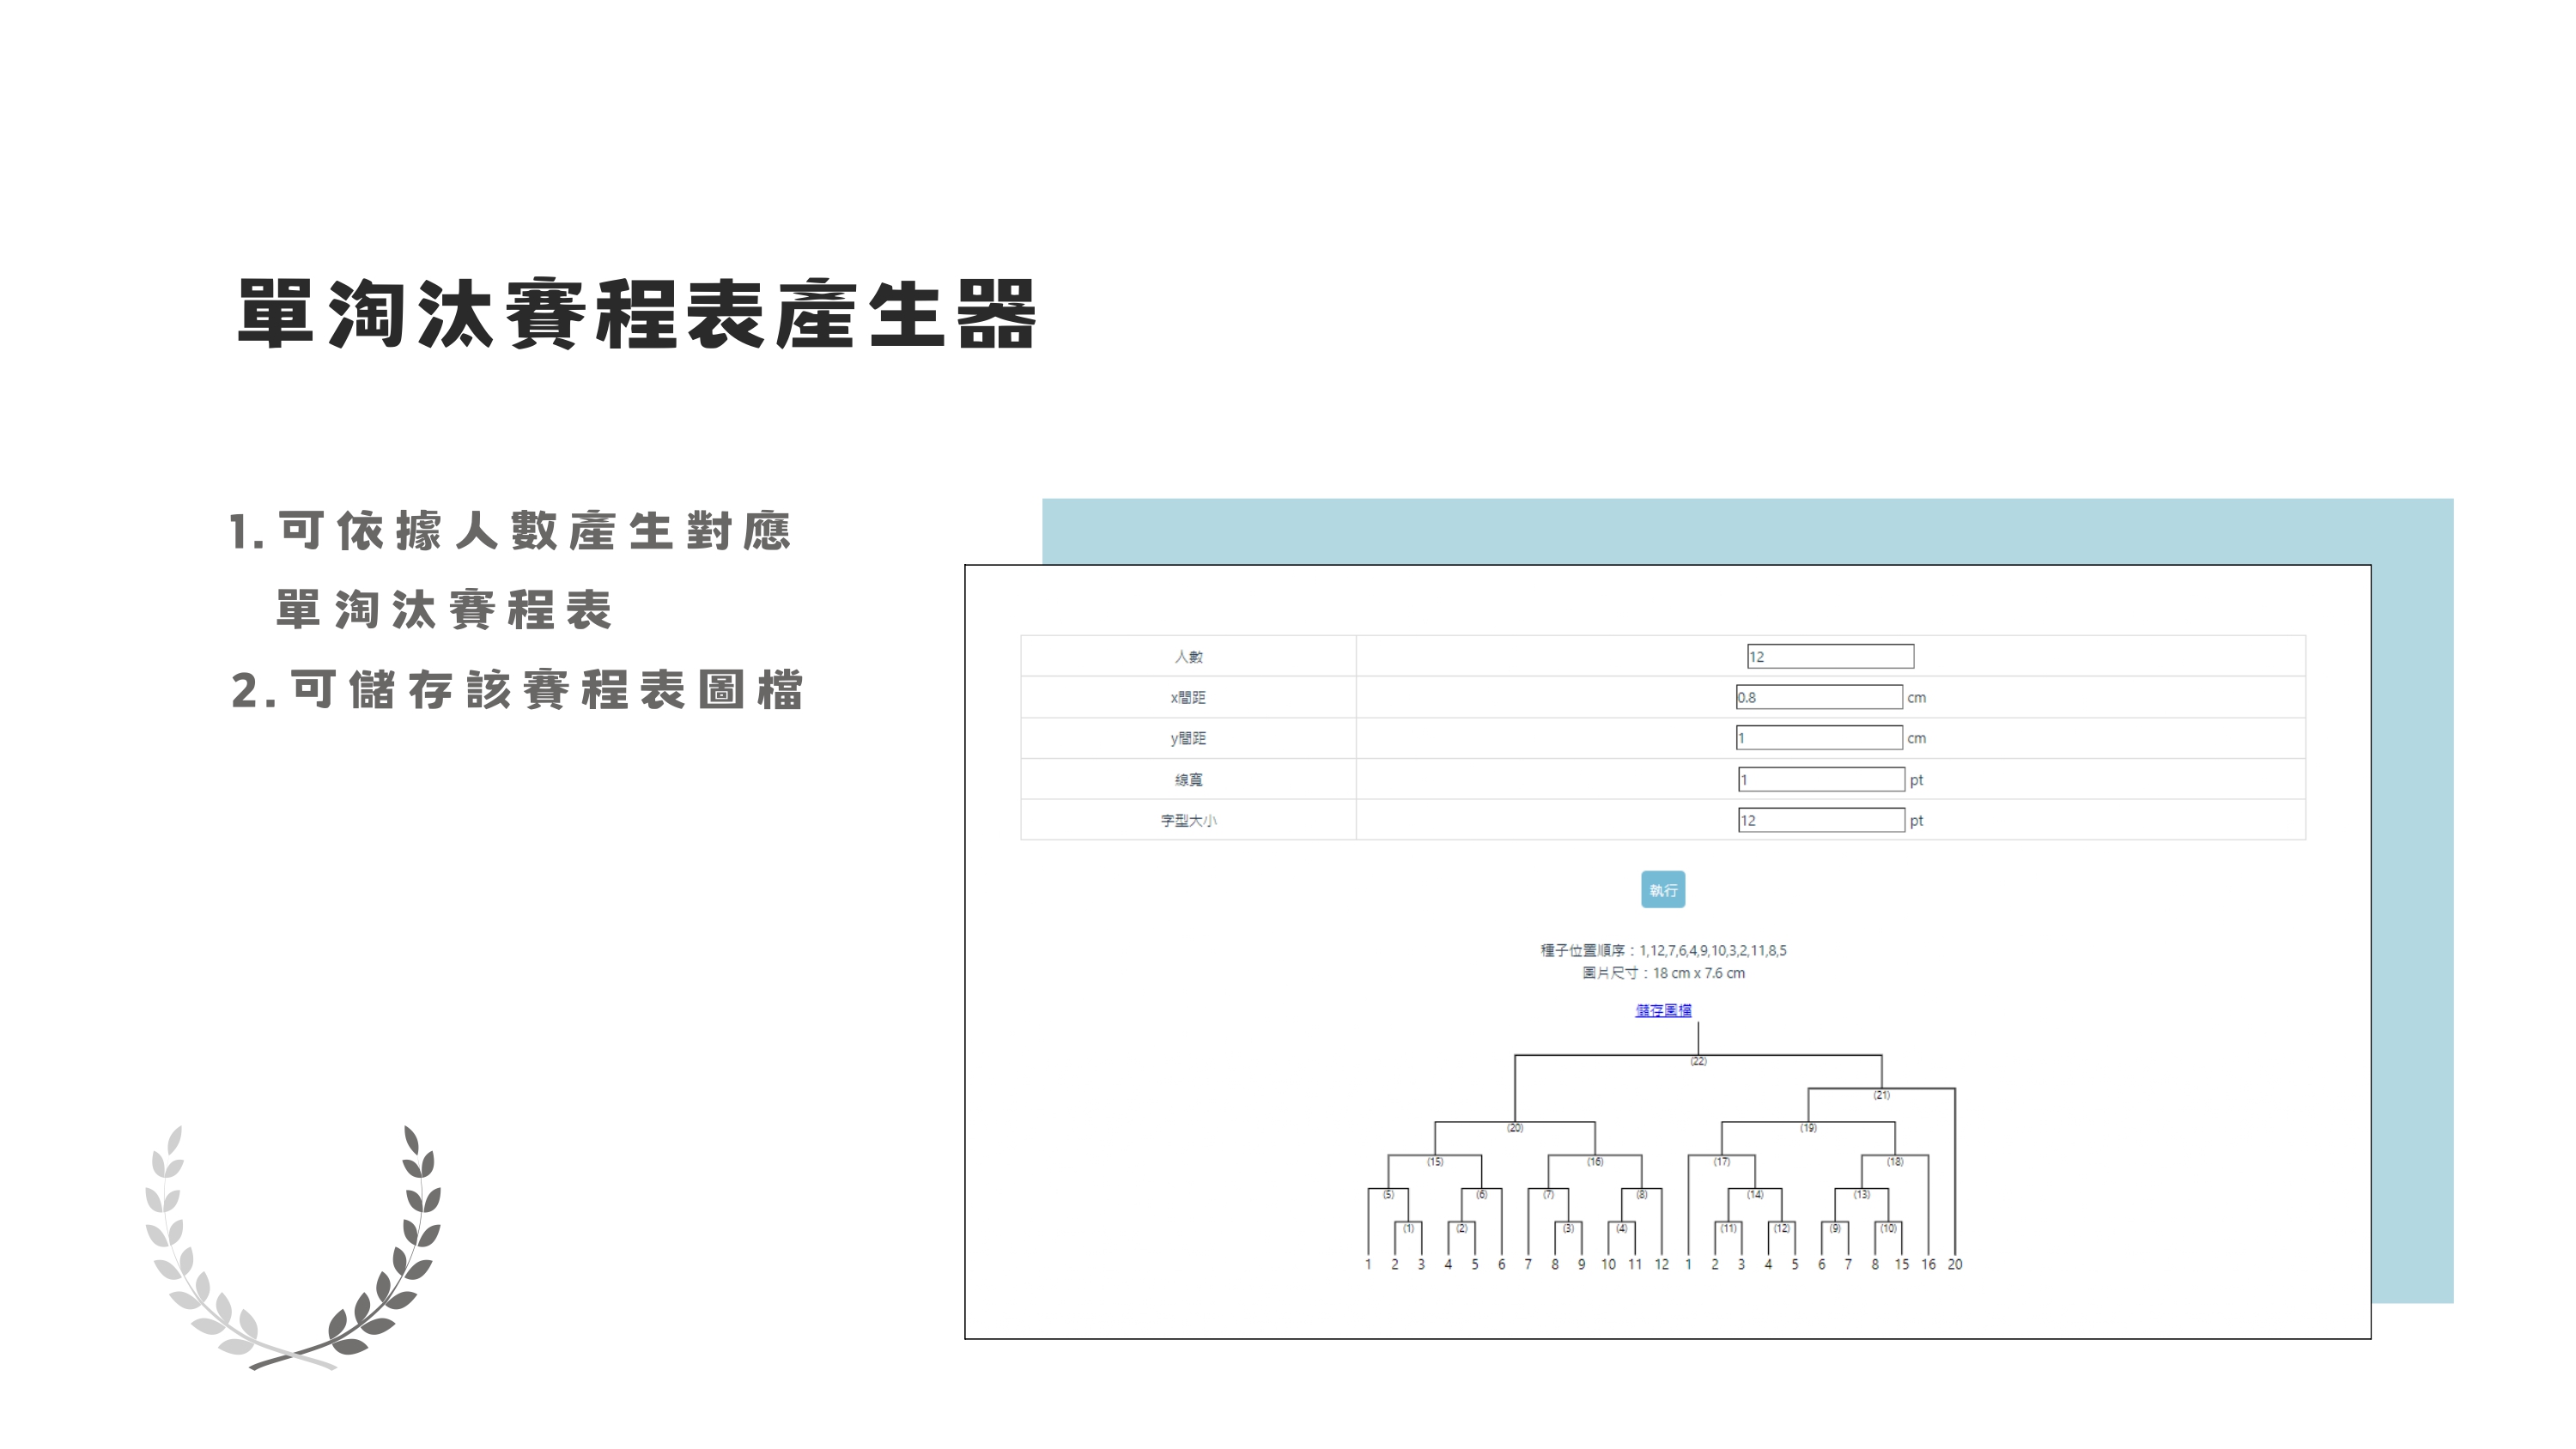 單淘汰賽程表產生器
1.可依據人數產生對應
單淘汰賽程表
2.可儲存該賽程表圖檔
人數 12
x間距 0.8 cm
y間距 1 cm
線寬 1 pt
字型大小 12 pt
執行
種子位置順序：1,12,7,6,4,9,10,3,2,11,8,5
圖片尺寸：18 cm x 7.6 cm
儲存圖檔
(22)
(21)
(20) (19)
(15) (16) (17) (18)
(5) (6) (7) (8) (14) (13)
(1) (2) (3) (4) (11) (12) (9) (10)
1 2 3 4 5 6 7 8 9 10 11 12 1 2 3 4 5 6 7 8 15 16 20